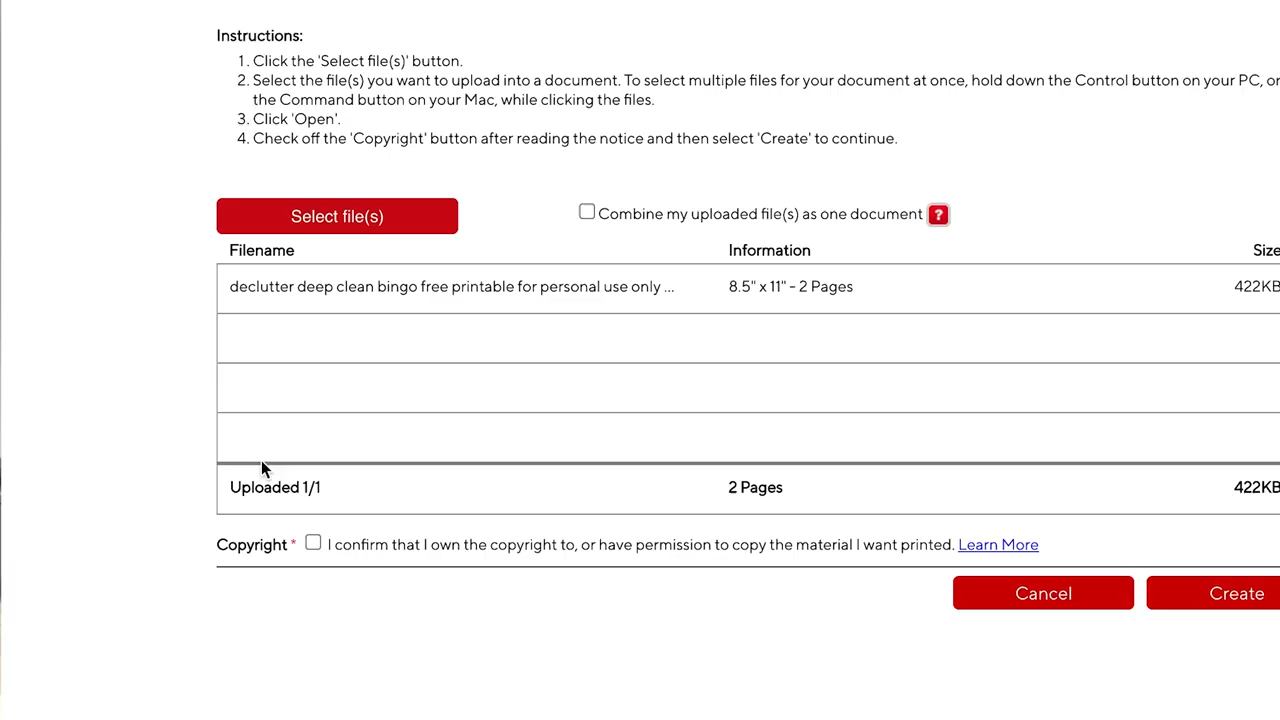 Instructions:
1. Click the 'Select file(s)' button.
2. Select the file(s) you want to upload into a document. To select multiple files for your document at once, hold down the Control button on your PC, or
the Command button on your Mac, while clicking the files.
3. Click 'Open'.
4. Check off the 'Copyright' button after reading the notice and then select 'Create' to continue.
Select file(s)
Combine my uploaded file(s) as one document ?
Filename Information Size
declutter deep clean bingo free printable for personal use only ... 8.5" x 11" - 2 Pages 422KB
Uploaded 1/1 2 Pages 422KB
Copyright * I confirm that I own the copyright to, or have permission to copy the material I want printed. Learn More
Cancel Create